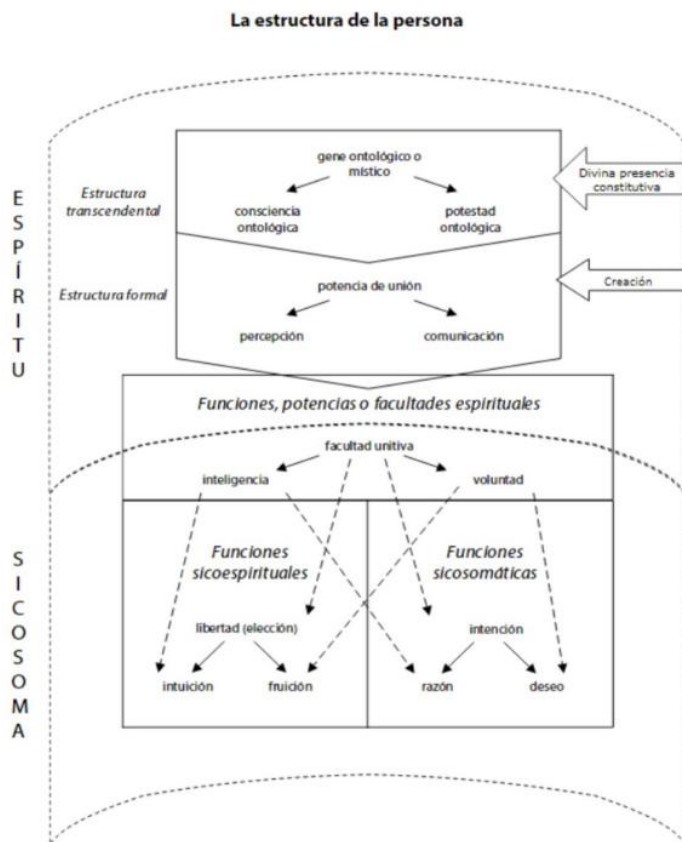 La estructura de la persona
ESPÍRITU
Estructura
transcendental
gene ontológico o
místico
consciencia
ontológica
potestad
ontológica
Divina presencia
constitutiva
Estructura formal
potencia de unión
percepción
comunicación
Creación
Funciones, potencias o facultades espirituales
facultad unitiva
inteligencia
voluntad
SICOSOMA
Funciones
sicoespirituales
libertad (elección)
intuición
fruición
Funciones
sicosomáticas
intención
razón
deseo